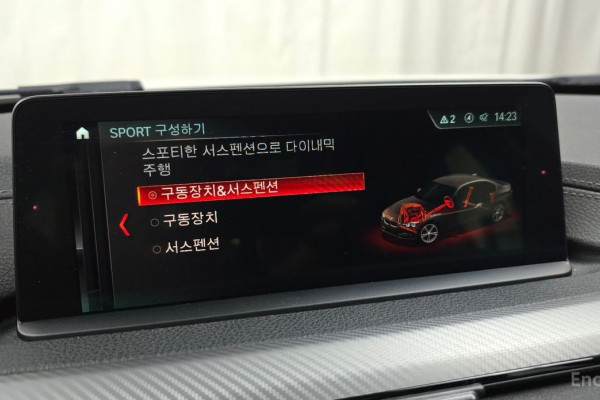 SPORT 구성하기
2
14:23
스포티한 서스펜션으로 다이내믹
주행
구동장치&서스펜션
구동장치
서스펜션
Enc